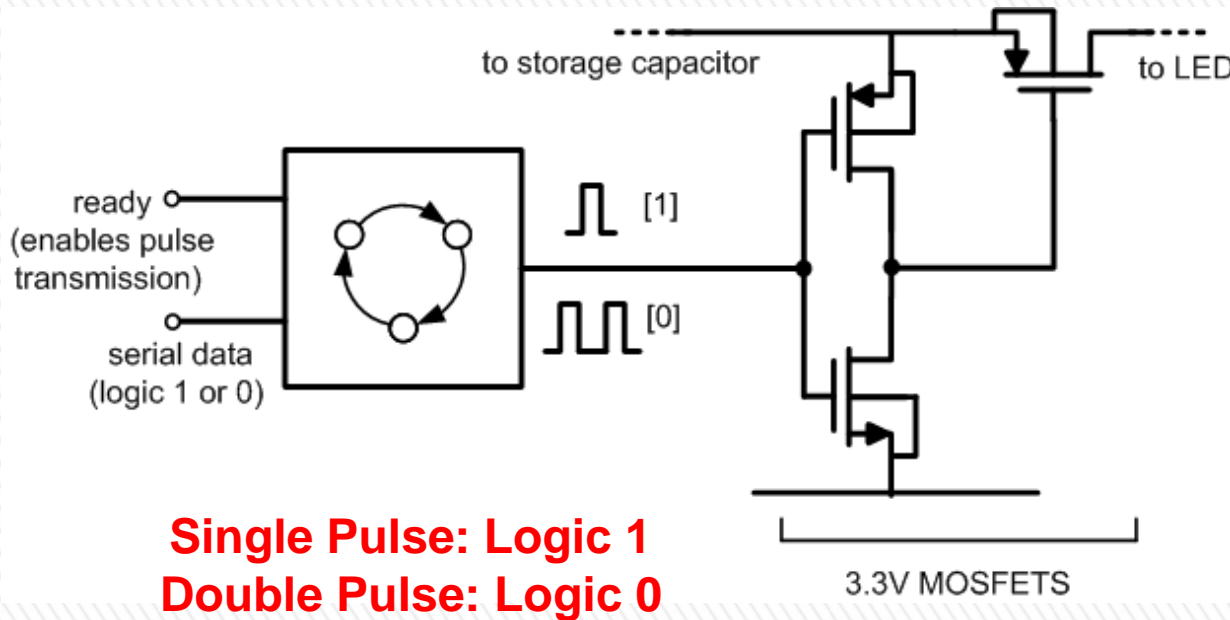 to storage capacitor
to LED
ready
(enables pulse
transmission)
[1]
[0]
serial data
(logic 1 or 0)
Single Pulse: Logic 1
Double Pulse: Logic 0
3.3V MOSFETS